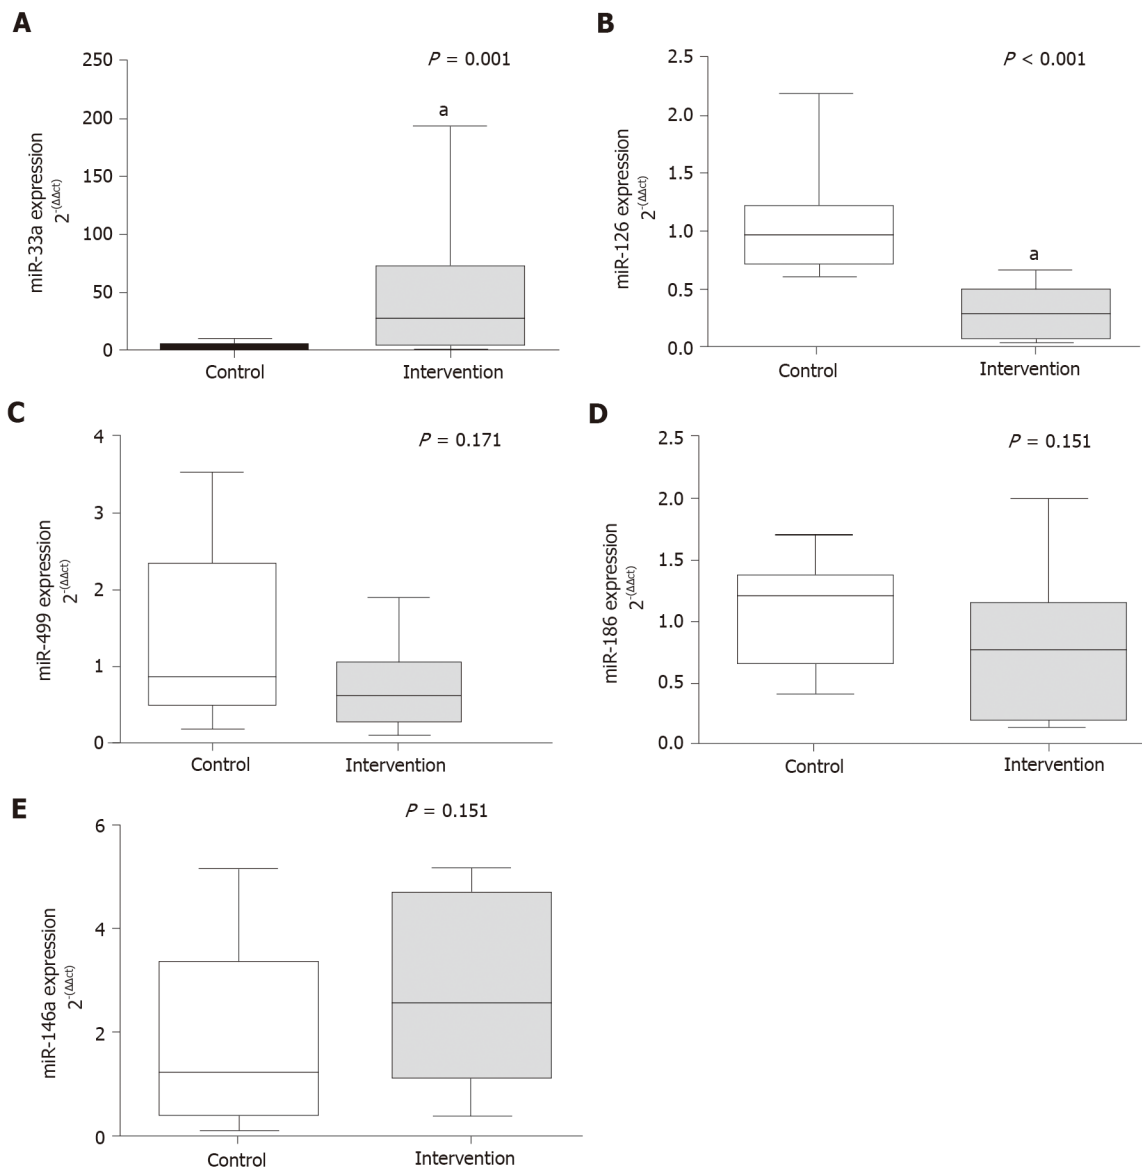 A
P = 0.001
250
200
150
100
50
0
a
miR-33a expression
2-(ΔΔct)
Control
Intervention
B
P < 0.001
2.5
2.0
1.5
1.0
0.5
0.0
a
miR-126 expression
2-(ΔΔct)
Control
Intervention
C
P = 0.171
4
3
2
1
0
miR-499 expression
2-(ΔΔct)
Control
Intervention
D
P = 0.151
2.5
2.0
1.5
1.0
0.5
0.0
miR-186 expression
2-(ΔΔct)
Control
Intervention
E
P = 0.151
6
4
2
0
miR-146a expression
2-(ΔΔct)
Control
Intervention